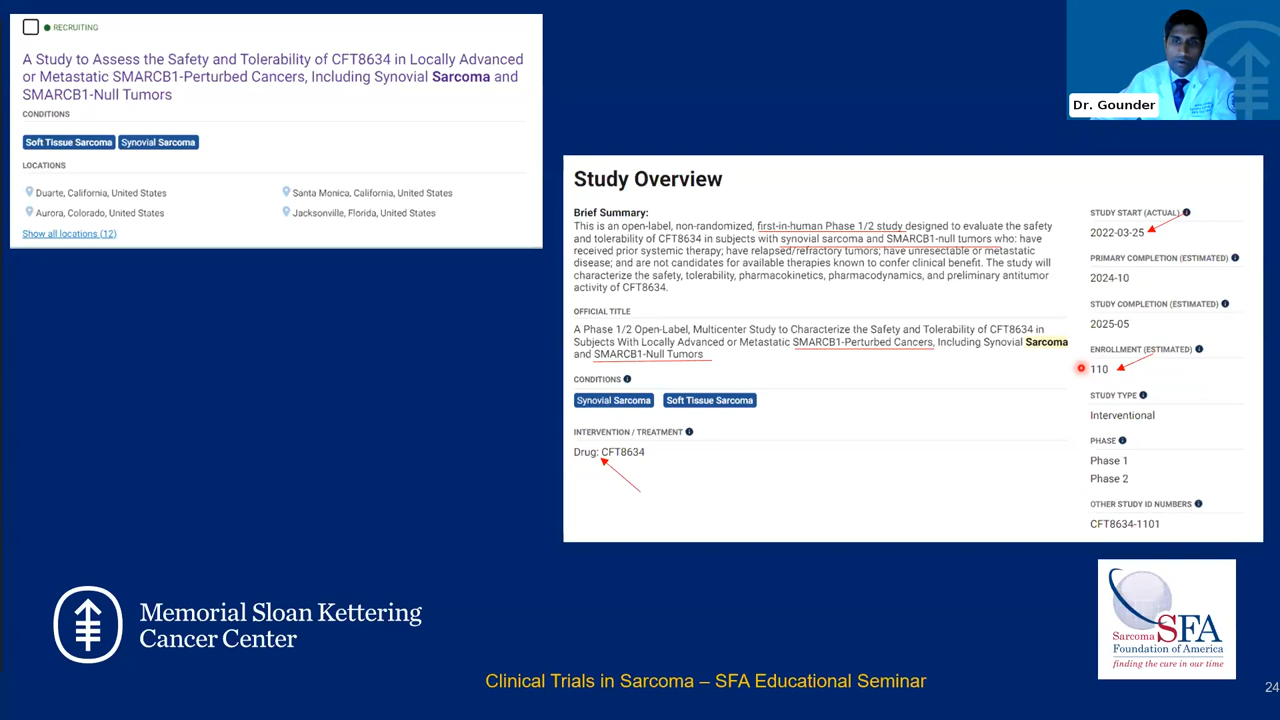 RECRUITING
A Study to Assess the Safety and Tolerability of CFT8634 in Locally Advanced
or Metastatic SMARCB1-Perturbed Cancers, Including Synovial Sarcoma and
SMARCB1-Null Tumors
CONDITIONS
Soft Tissue Sarcoma Synovial Sarcoma
LOCATIONS
Duarte, California, United States Santa Monica, California, United States
Aurora, Colorado, United States Jacksonville, Florida, United States
Show all locations (12)
Dr. Gounder
Study Overview
Brief Summary:
This is an open-label, non-randomized, first-in-human Phase 1/2 study designed to evaluate the safety
and tolerability of CFT8634 in subjects with synovial sarcoma and SMARCB1-null tumors who: have
received prior systemic therapy; have relapsed/refractory tumors; have unresectable or metastatic
disease; and are not candidates for available therapies known to confer clinical benefit. The study will
characterize the safety, tolerability, pharmacokinetics, pharmacodynamics, and preliminary antitumor
activity of CFT8634.
OFFICIAL TITLE
A Phase 1/2 Open-Label, Multicenter Study to Characterize the Safety and Tolerability of CFT8634 in
Subjects With Locally Advanced or Metastatic SMARCB1-Perturbed Cancers, Including Synovial Sarcoma
and SMARCB1-Null Tumors
CONDITIONS
Synovial Sarcoma Soft Tissue Sarcoma
INTERVENTION / TREATMENT
Drug: CFT8634
STUDY START (ACTUAL)
2022-03-25
PRIMARY COMPLETION (ESTIMATED)
2024-10
STUDY COMPLETION (ESTIMATED)
2025-05
ENROLLMENT (ESTIMATED)
110
STUDY TYPE
Interventional
PHASE
Phase 1
Phase 2
OTHER STUDY ID NUMBERS
CFT8634-1101
Memorial Sloan Kettering
Cancer Center
Sarcoma SFA
Foundation of America
finding the cure in our time
Clinical Trials in Sarcoma – SFA Educational Seminar
24